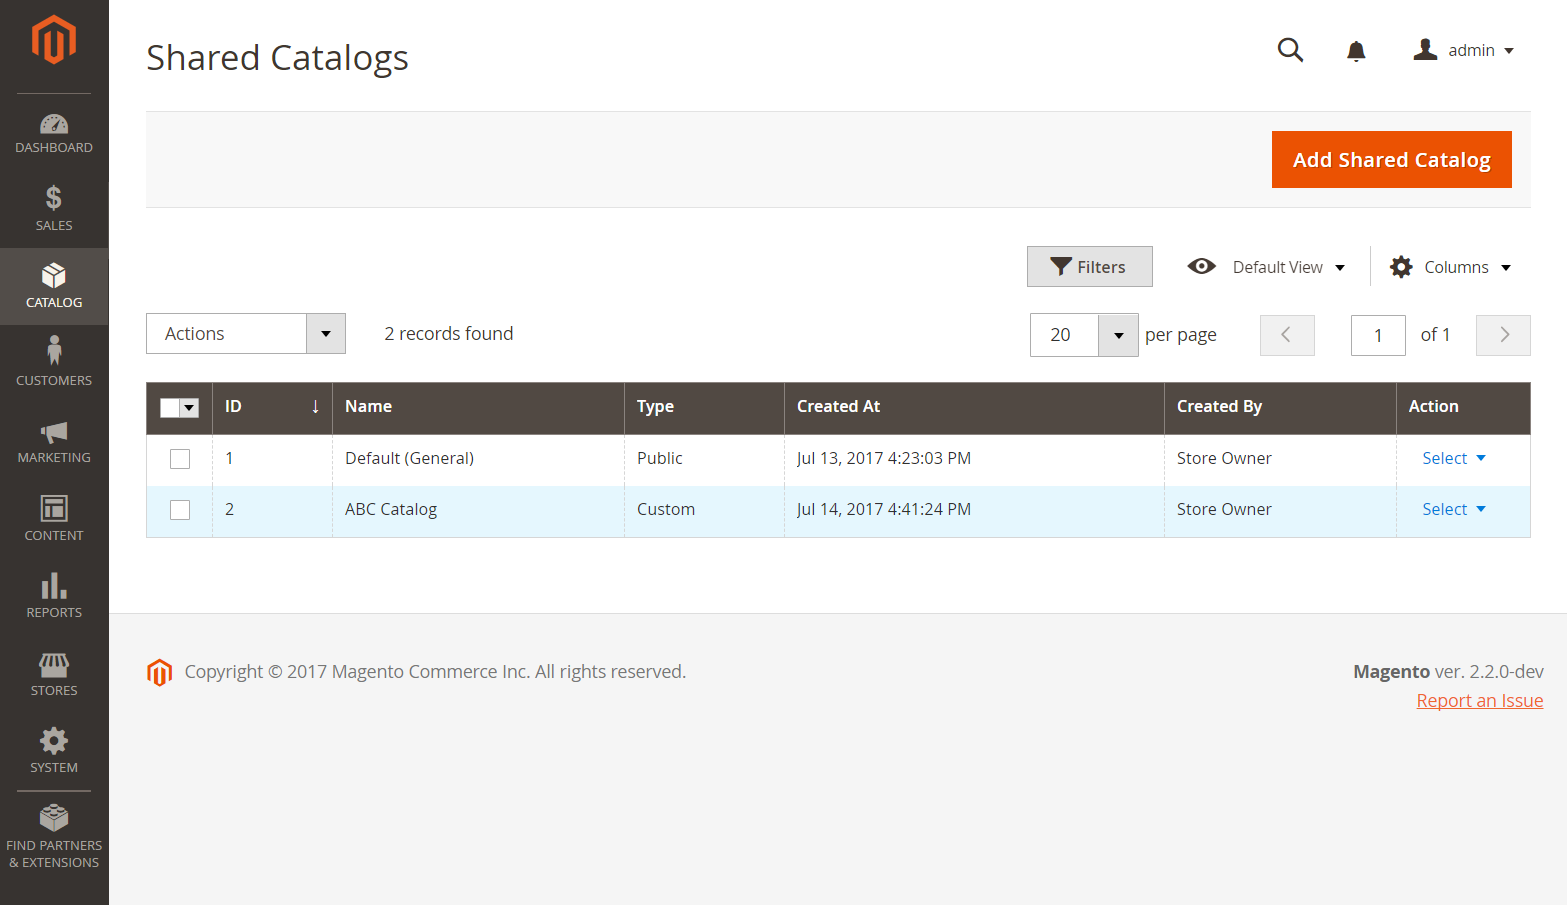 Shared Catalogs
admin
Add Shared Catalog
DASHBOARD
SALES
CATALOG
CUSTOMERS
MARKETING
CONTENT
REPORTS
STORES
SYSTEM
FIND PARTNERS
& EXTENSIONS
Filters Default View Columns
Actions 2 records found 20 per page 1 of 1
ID ↓ Name Type Created At Created By Action
1 Default (General) Public Jul 13, 2017 4:23:03 PM Store Owner Select
2 ABC Catalog Custom Jul 14, 2017 4:41:24 PM Store Owner Select
Copyright © 2017 Magento Commerce Inc. All rights reserved.
Magento ver. 2.2.0-dev
Report an Issue